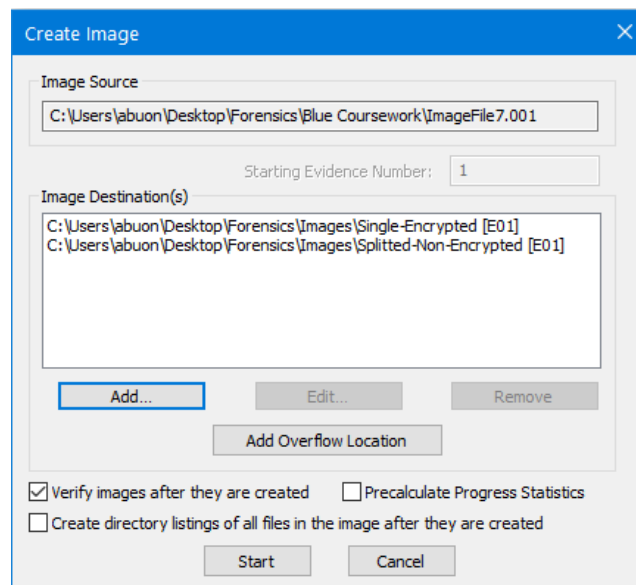 Create Image
Image Source
C:\Users\abuon\Desktop\Forensics\Blue Coursework\ImageFile7.001
Starting Evidence Number: 1
Image Destination(s)
C:\Users\abuon\Desktop\Forensics\Images\Single-Encrypted [E01]
C:\Users\abuon\Desktop\Forensics\Images\Splitted-Non-Encrypted [E01]
Add... Edit... Remove
Add Overflow Location
Verify images after they are created Precalculate Progress Statistics
Create directory listings of all files in the image after they are created
Start Cancel